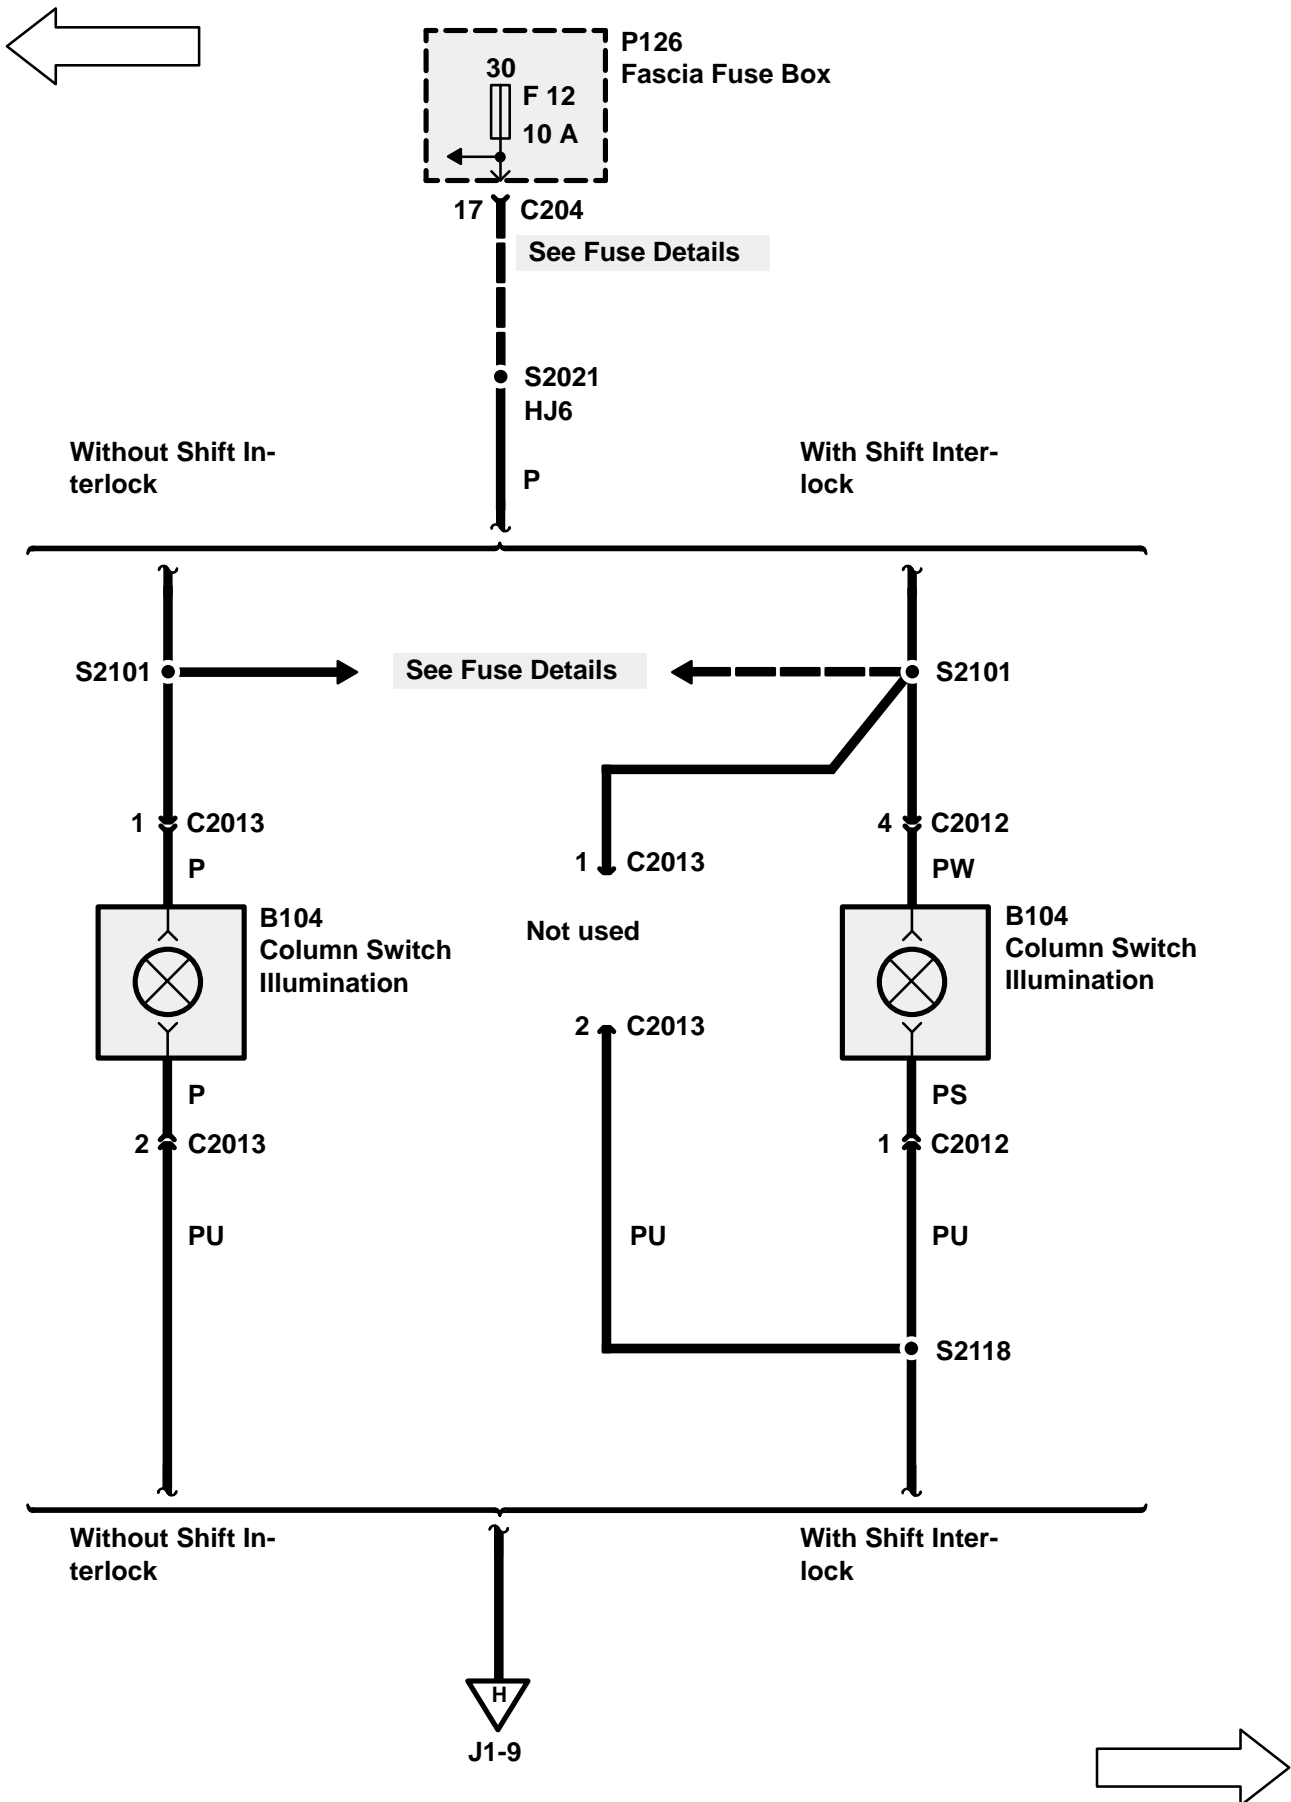 P126
Fascia Fuse Box
30
F 12
10 A
17
C204
See Fuse Details
S2021
HJ6
P
Without Shift In-
terlock
With Shift Inter-
lock
S2101
See Fuse Details
S2101
1
C2013
P
1
C2013
4
C2012
PW
B104
Column Switch
Illumination
Not used
B104
Column Switch
Illumination
P
2
C2013
2
C2013
PS
1
C2012
PU
PU
PU
S2118
Without Shift In-
terlock
With Shift Inter-
lock
H
J1-9